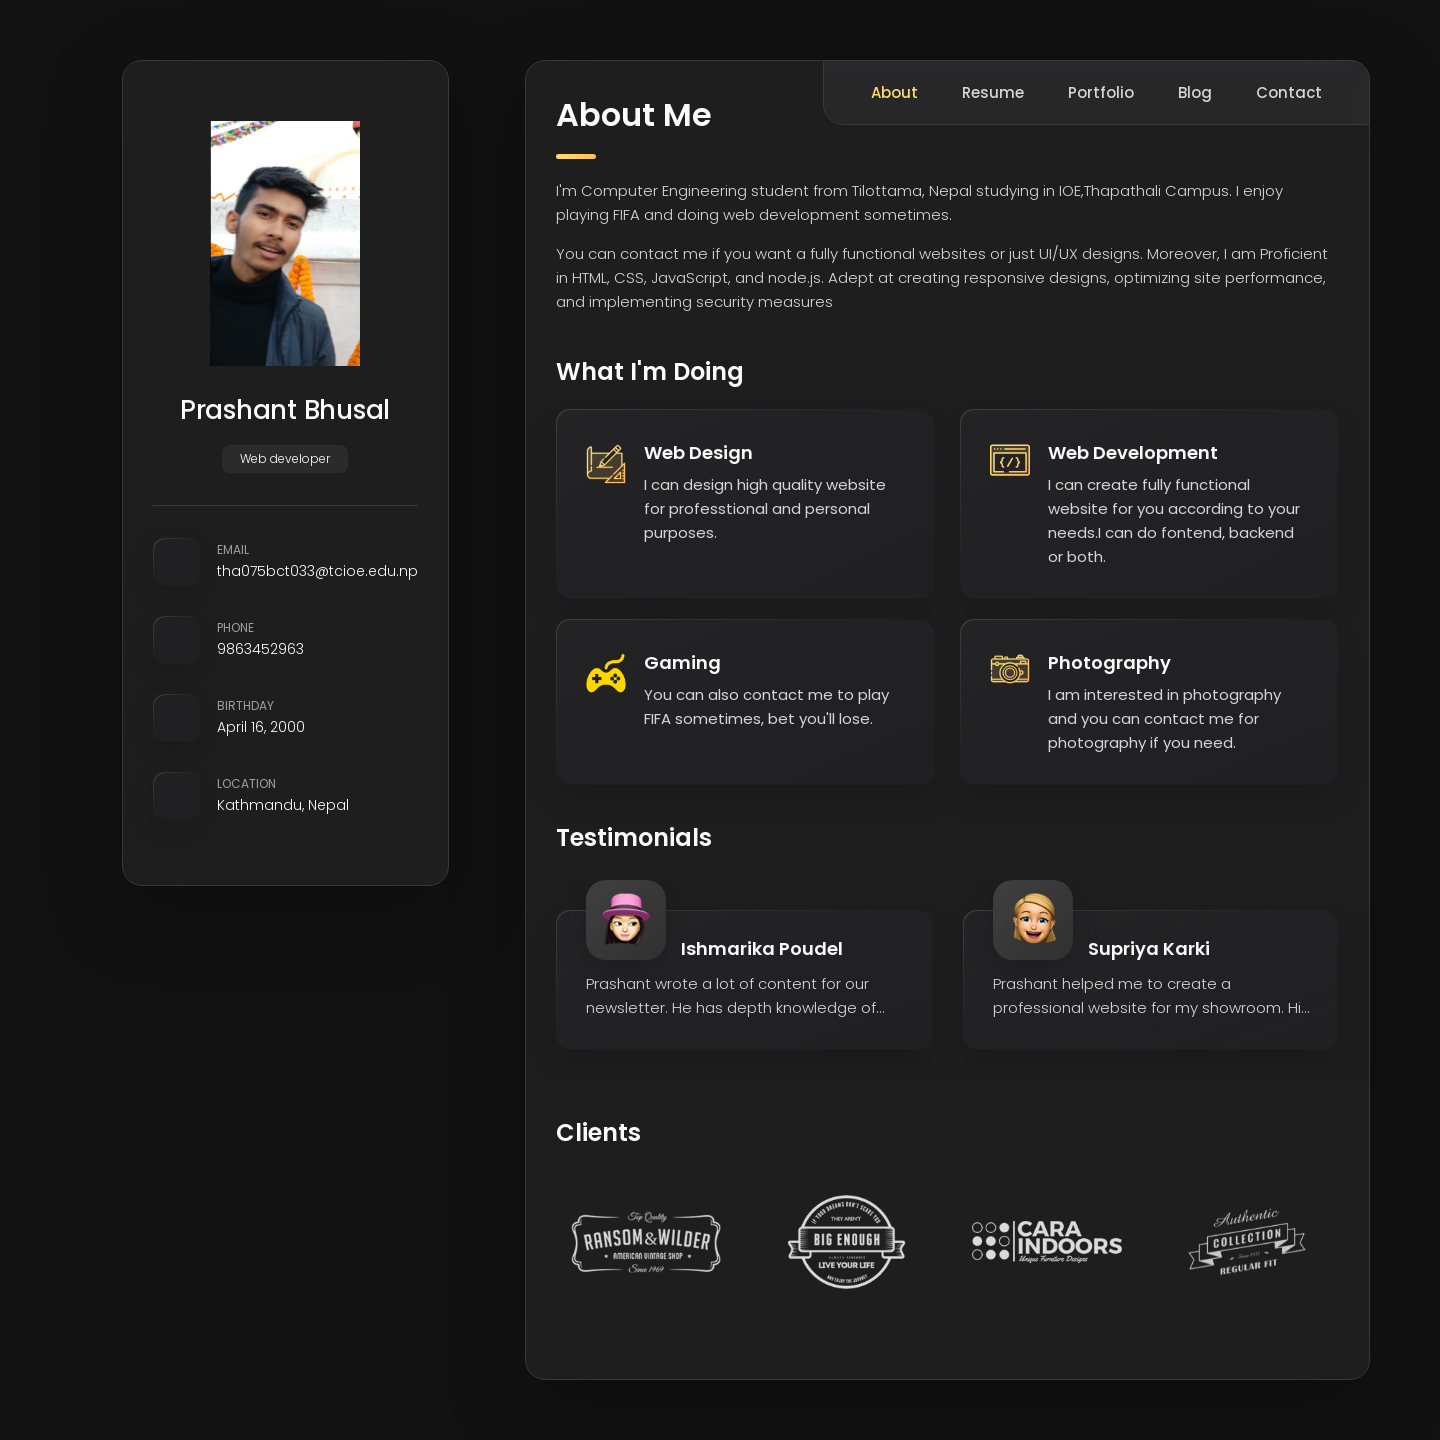 Prashant Bhusal
Web developer
EMAIL
tha075bct033@tcioe.edu.np
PHONE
9863452963
BIRTHDAY
April 16, 2000
LOCATION
Kathmandu, Nepal
About Resume Portfolio Blog Contact
About Me
I'm Computer Engineering student from Tilottama, Nepal studying in IOE,Thapathali Campus. I enjoy
playing FIFA and doing web development sometimes.
You can contact me if you want a fully functional websites or just UI/UX designs. Moreover, I am Proficient
in HTML, CSS, JavaScript, and node.js. Adept at creating responsive designs, optimizing site performance,
and implementing security measures
What I'm Doing
Web Design
I can design high quality website
for professtional and personal
purposes.
Web Development
I can create fully functional
website for you according to your
needs.I can do fontend, backend
or both.
Gaming
You can also contact me to play
FIFA sometimes, bet you'll lose.
Photography
I am interested in photography
and you can contact me for
photography if you need.
Testimonials
Ishmarika Poudel
Prashant wrote a lot of content for our
newsletter. He has depth knowledge of...
Supriya Karki
Prashant helped me to create a
professional website for my showroom. Hi...
Clients
Top Quality
RANSOM & WILDER
AMERICAN VINTAGE SHOP
Since 1969
IF YOUR DREAMS DON'T SCARE YOU
THEY AREN'T
BIG ENOUGH
ALWAYS REMEMBER
LIVE YOUR LIFE
AND ENJOY THE JOURNEY
CARA
INDOORS
Unique Furniture Designs
Authentic
COLLECTION
REGULAR FIT